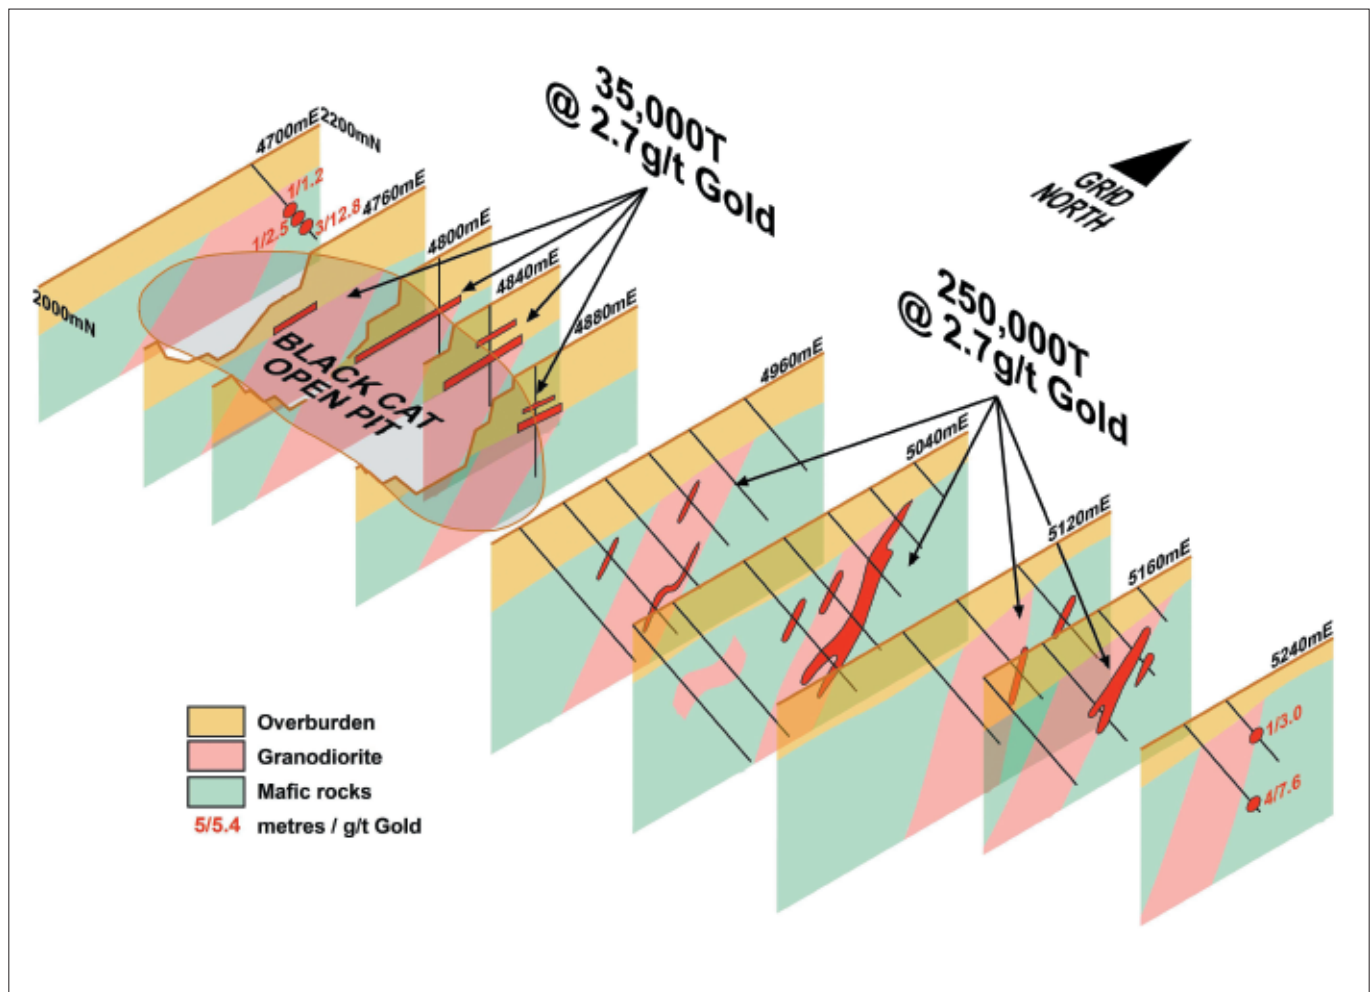 4700mE
2200mN
1/1.2
1/2.5
3/12.8
4760mE
4800mE
4840mE
4880mE
2000mN
35,000T
@ 2.7g/t Gold
BLACK CAT
OPEN PIT
GRID
NORTH
250,000T
@ 2.7g/t Gold
4960mE
5040mE
5120mE
5160mE
5240mE
1/3.0
4/7.6
Overburden
Granodiorite
Mafic rocks
5/5.4 metres / g/t Gold